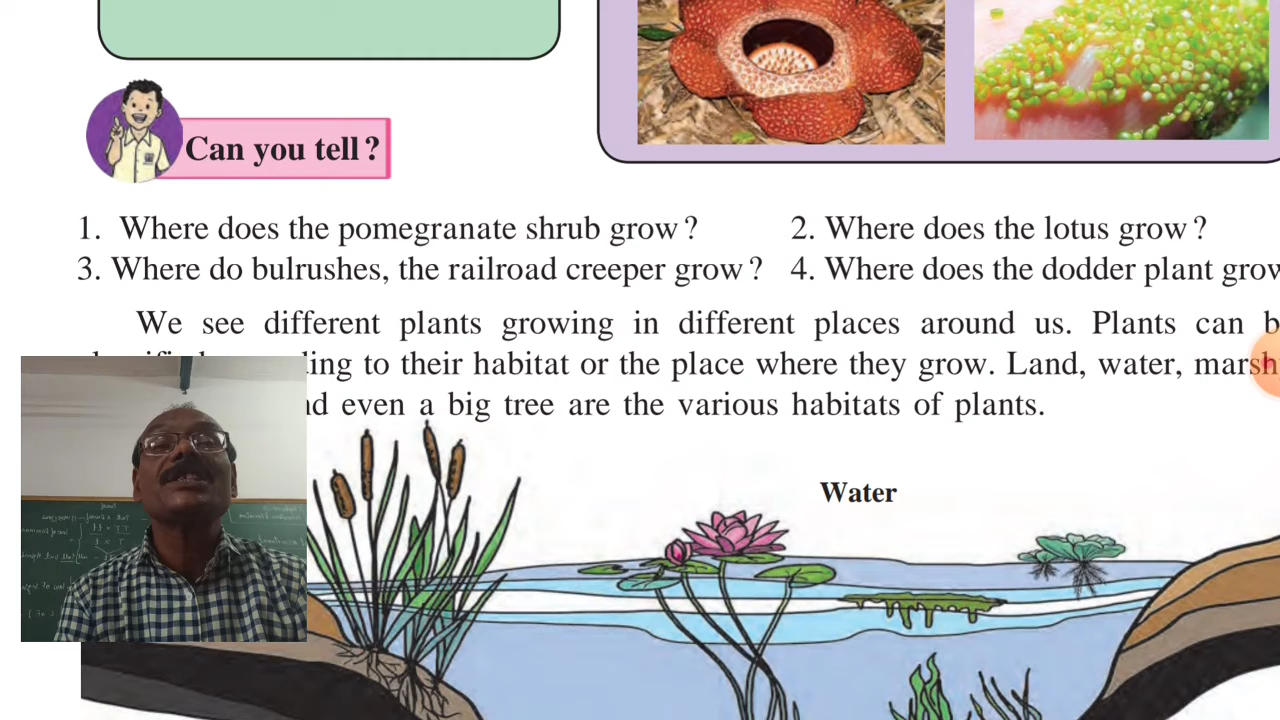 Can you tell ?
1. Where does the pomegranate shrub grow ?
2. Where does the lotus grow ?
3. Where do bulrushes, the railroad creeper grow ?
4. Where does the dodder plant grow
We see different plants growing in different places around us. Plants can b
to their habitat or the place where they grow. Land, water, marsh
even a big tree are the various habitats of plants.
Water